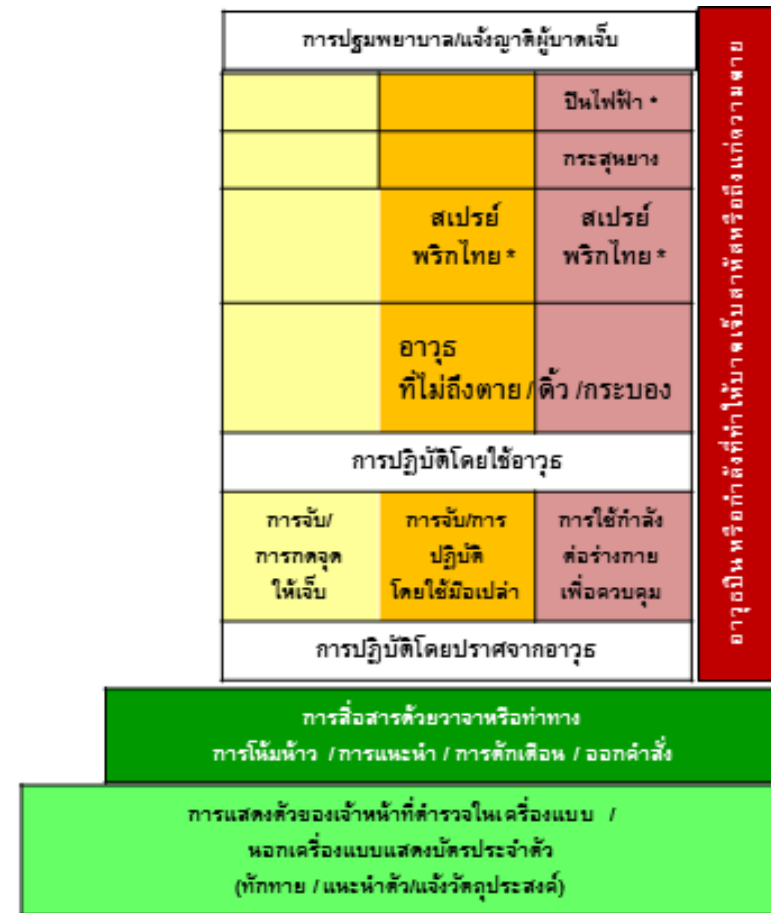 การปฐมพยาบาล/แจ้งญาติผู้บาดเจ็บ
ปืนไฟฟ้า *
กระสุนยาง
สเปรย์
พริกไทย *
สเปรย์
พริกไทย *
อาวุธ
ที่ไม่ถึงตาย / ดิ้ว /กระบอง
การปฏิบัติโดยใช้อาวุธ
การจับ/
การกดจุด
ให้เจ็บ
การจับ/การ
ปฏิบัติ
โดยใช้มือเปล่า
การใช้กำลัง
ต่อร่างกาย
เพื่อควบคุม
การปฏิบัติโดยปราศจากอาวุธ
อาวุธปืนหรือกำลังที่ทำให้บาดเจ็บสาหัสหรือถึงแก่ความตาย
การสื่อสารด้วยวาจาหรือท่าทาง
การโน้มน้าว / การแนะนำ / การตักเตือน / ออกคำสั่ง
การแสดงตัวของเจ้าหน้าที่ตำรวจในเครื่องแบบ /
นอกเครื่องแบบแสดงบัตรประจำตัว
(ทักทาย / แนะนำตัว/แจ้งวัตถุประสงค์)